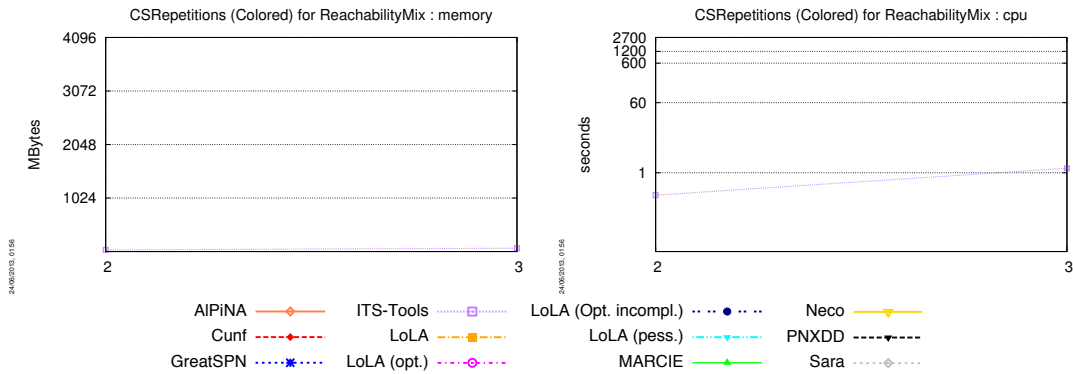 CSRepetitions (Colored) for ReachabilityMix : memory
4096
3072
2048
1024
MBytes
2 3
24/06/2013, 01:56
CSRepetitions (Colored) for ReachabilityMix : cpu
2700
1200
600
60
1
seconds
2 3
24/06/2013, 01:56
AlPiNA ITS-Tools LoLA (Opt. incompl.) Neco
Cunf LoLA LoLA (pess.) PNXDD
GreatSPN LoLA (opt.) MARCIE Sara